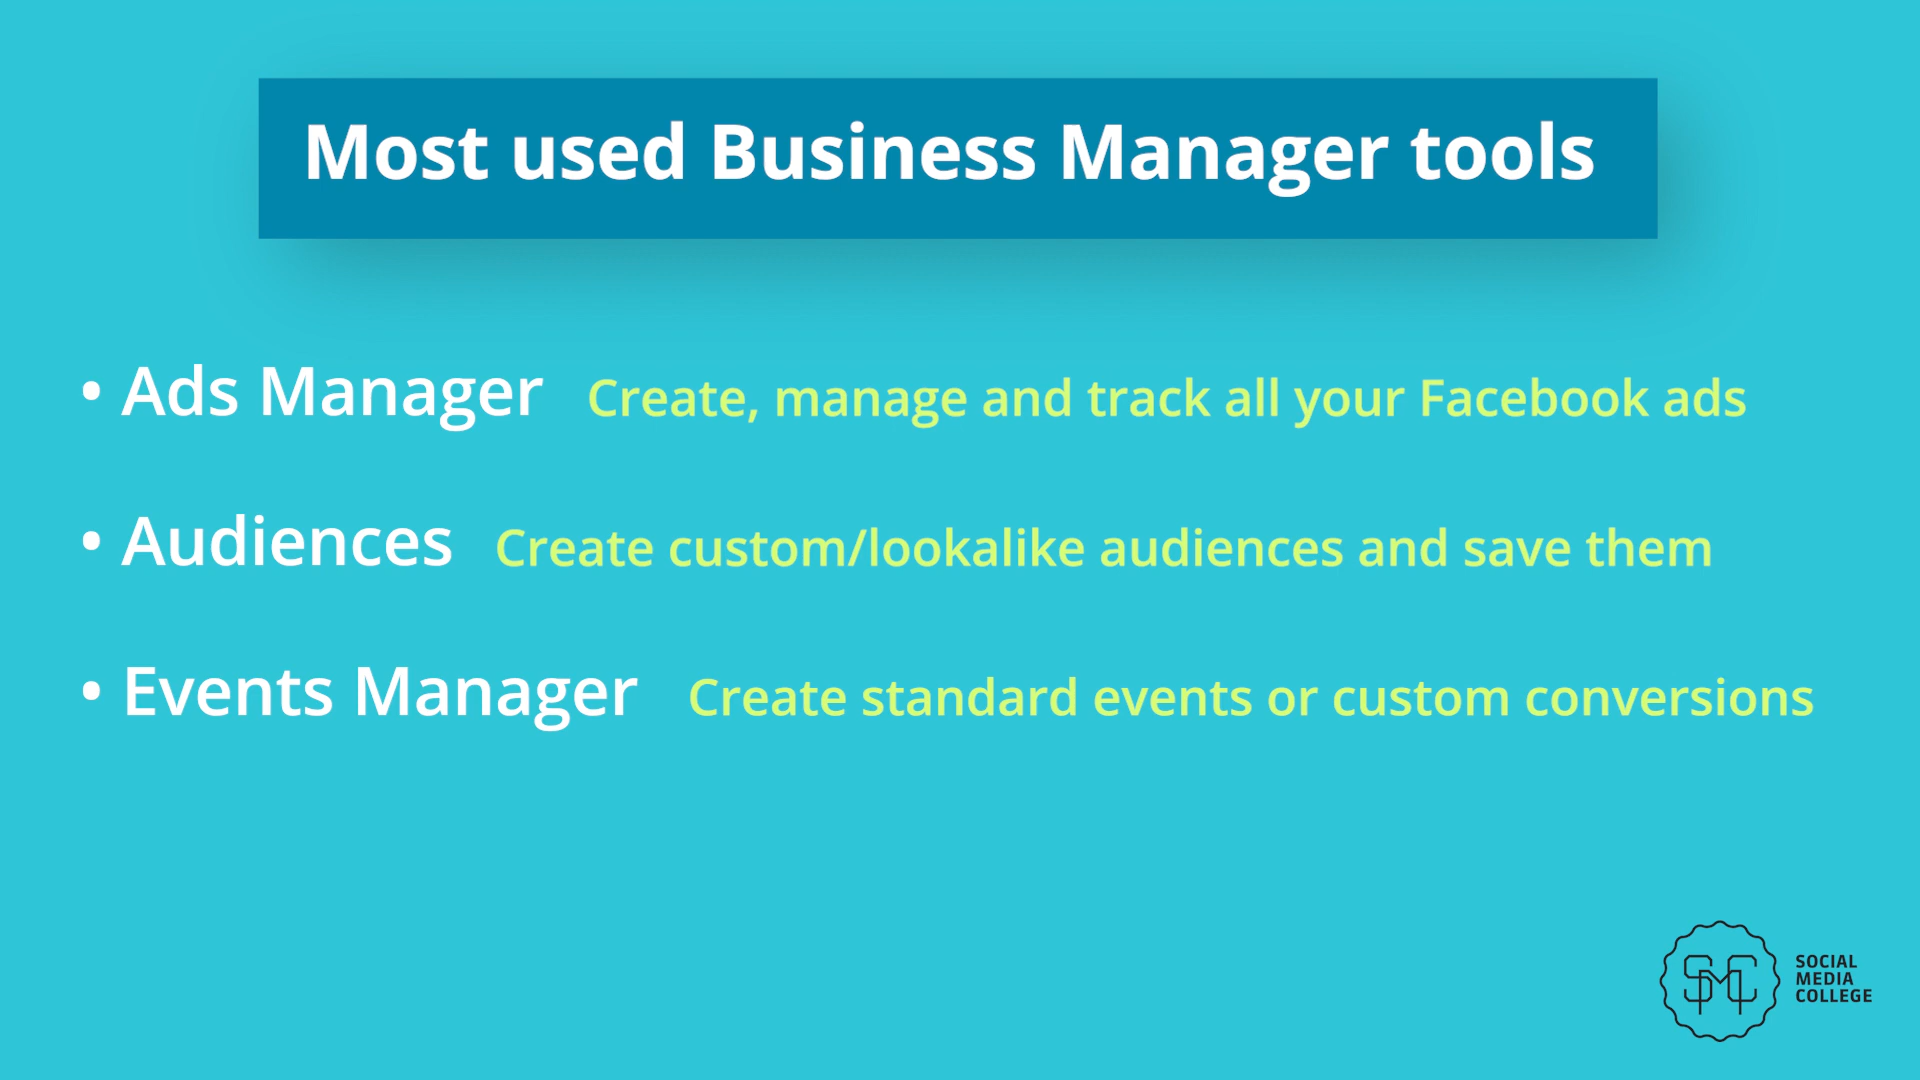 Most used Business Manager tools
• Ads Manager Create, manage and track all your Facebook ads
• Audiences Create custom/lookalike audiences and save them
• Events Manager Create standard events or custom conversions
SMC
SOCIAL
MEDIA
COLLEGE